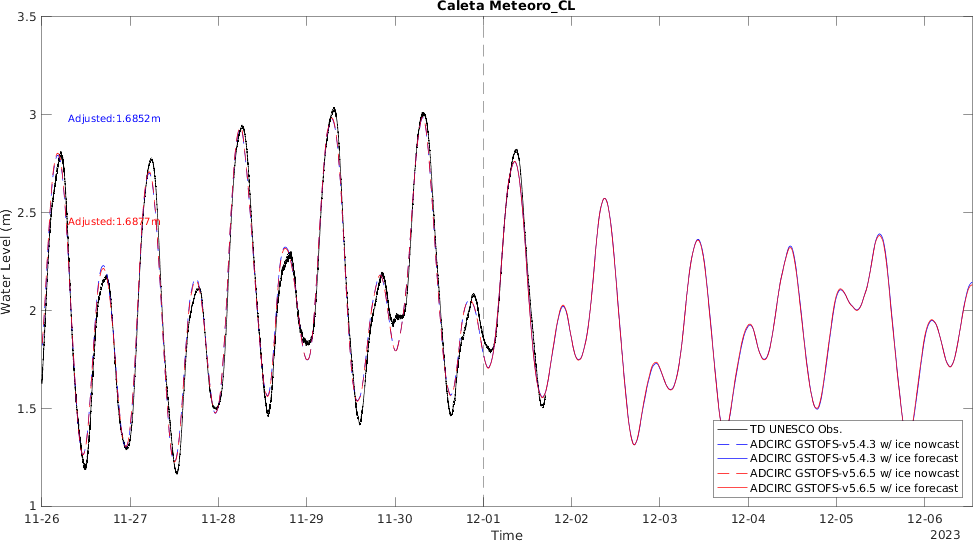 Caleta Meteoro_CL
3.5
3
2.5
2
1.5
1
Water Level (m)
Adjusted:1.6852m
Adjusted:1.6877m
TD UNESCO Obs.
ADCIRC GSTOFS-v5.4.3 w/ ice nowcast
ADCIRC GSTOFS-v5.4.3 w/ ice forecast
ADCIRC GSTOFS-v5.6.5 w/ ice nowcast
ADCIRC GSTOFS-v5.6.5 w/ ice forecast
11-26 11-27 11-28 11-29 11-30 12-01 12-02 12-03 12-04 12-05 12-06
Time
2023